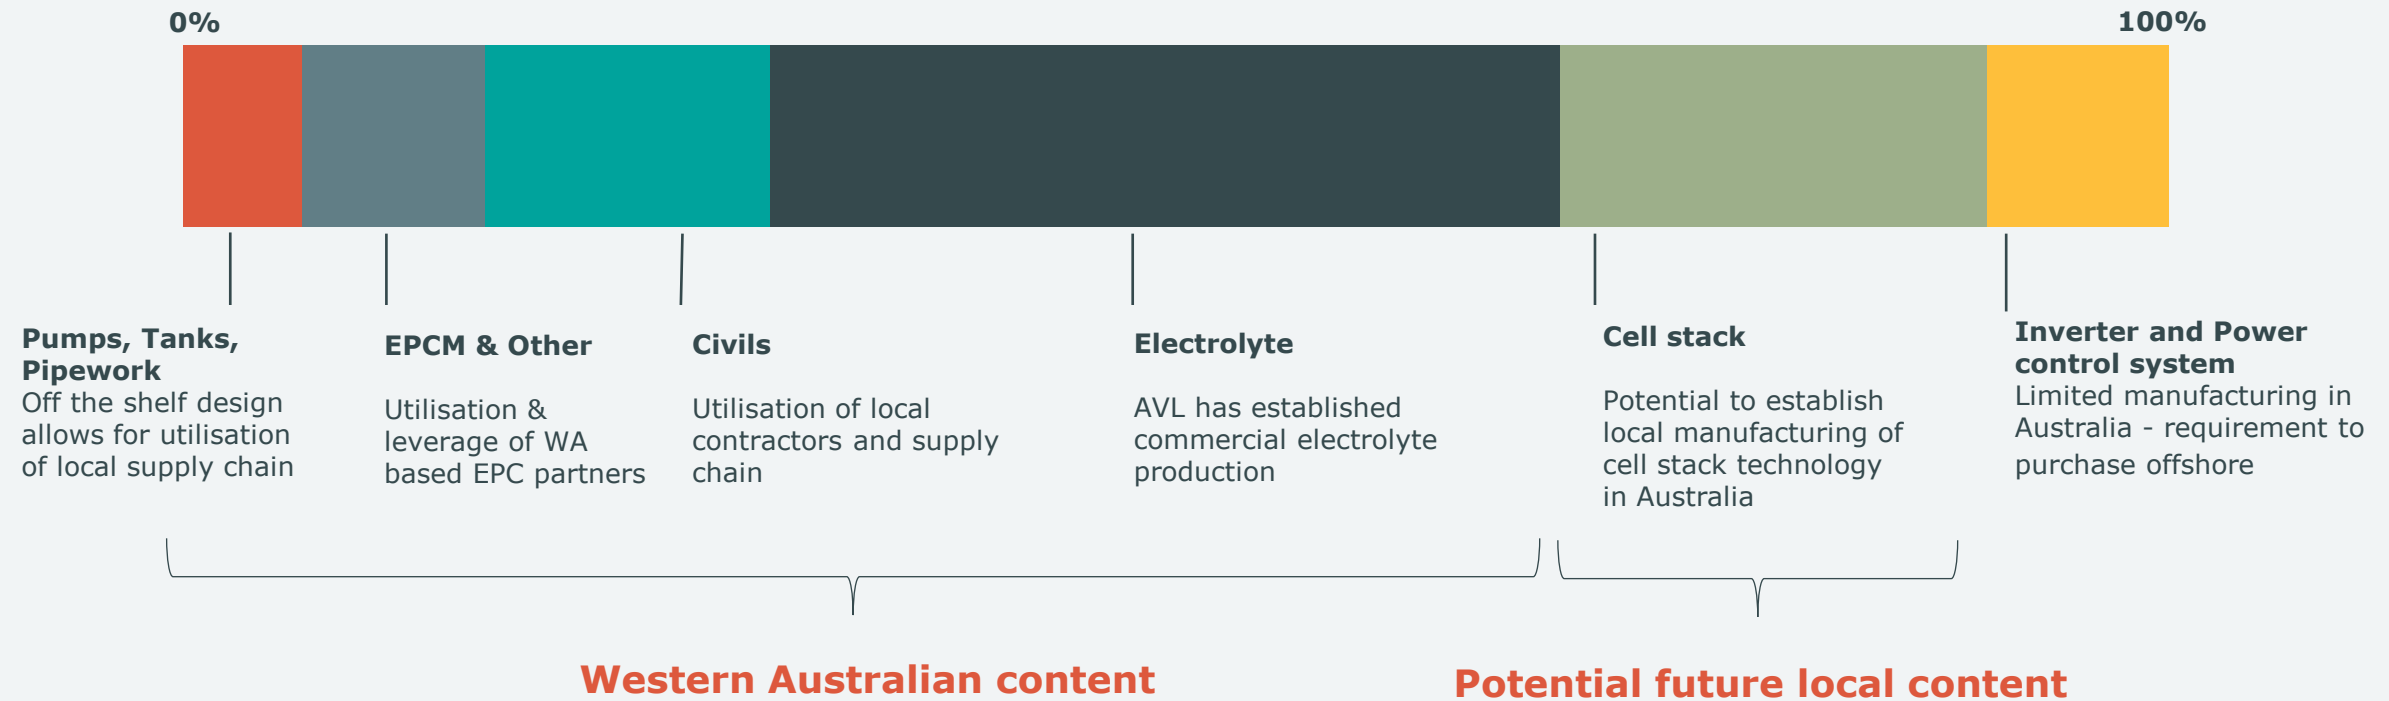 0%
100%
Pumps, Tanks,
Pipework
Off the shelf design
allows for utilisation
of local supply chain
EPCM & Other
Utilisation &
leverage of WA
based EPC partners
Civils
Utilisation of local
contractors and supply
chain
Electrolyte
AVL has established
commercial electrolyte
production
Cell stack
Potential to establish
local manufacturing of
cell stack technology
in Australia
Inverter and Power
control system
Limited manufacturing in
Australia - requirement to
purchase offshore
Western Australian content
Potential future local content